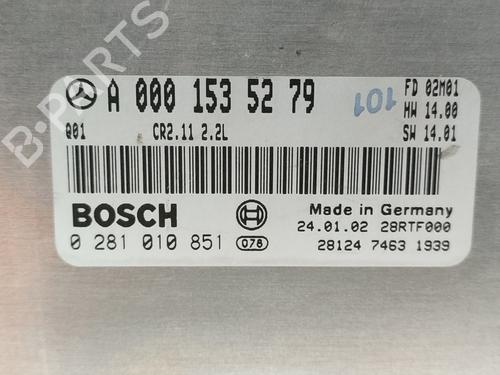 B-PARTS
A 000 153 52 79
101
FD 02M01
HW 14.00
Q01 CR2.11 2.2L
SW 14.01
BOSCH
Made in Germany
0 281 010 851 078
24.01.02 28RTF000
28124 7463 1939